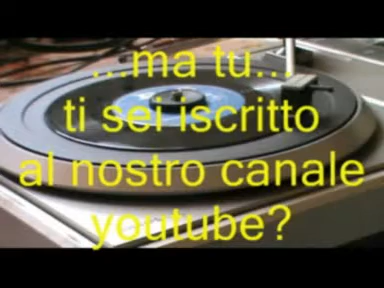 ...ma tu...
ti sei iscritto
al nostro canale
youtube?